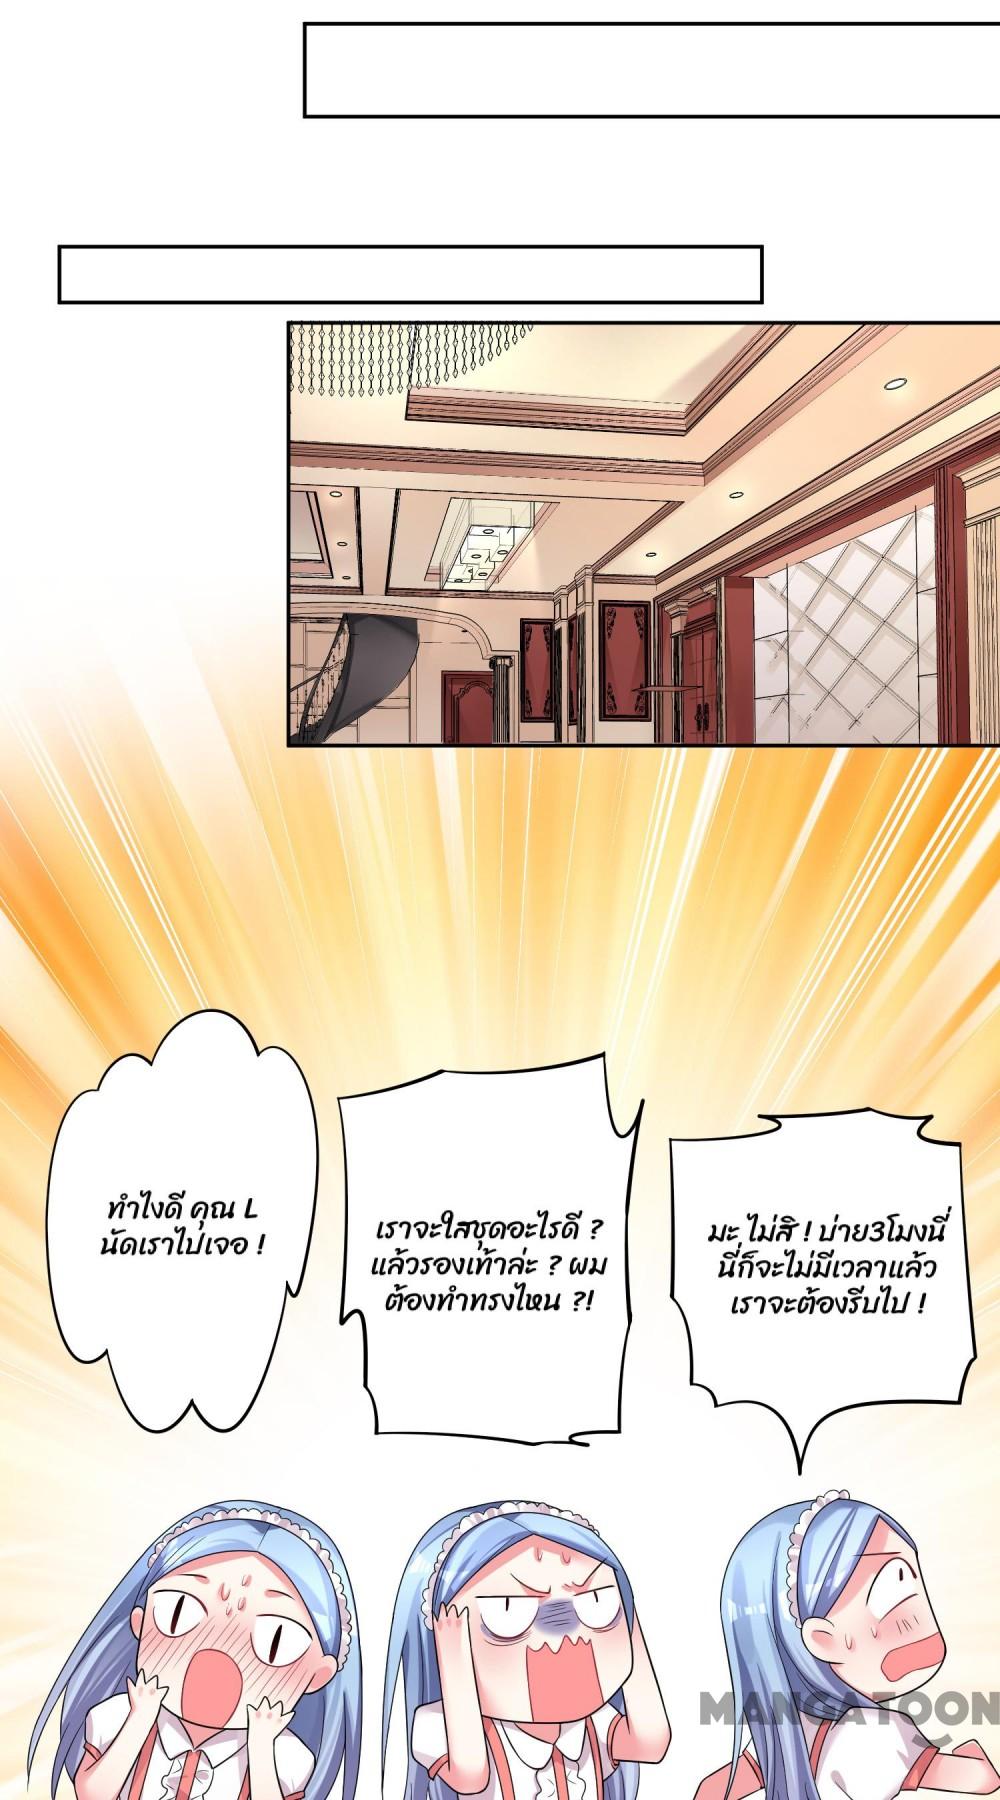 ทำไงดี คุณ L
นัดเราไปเจอ !
เราจะใสชุดอะไรดี ?
แล้วรองเท้าล่ะ ? ผม
ต้องทำทรงไหน ?!
มะ ไม่สิ ! บ่าย3โมงนี่
นี่ก็จะไม่มีเวลาแล้ว
เราจะต้องรีบไป !
MANGATOON